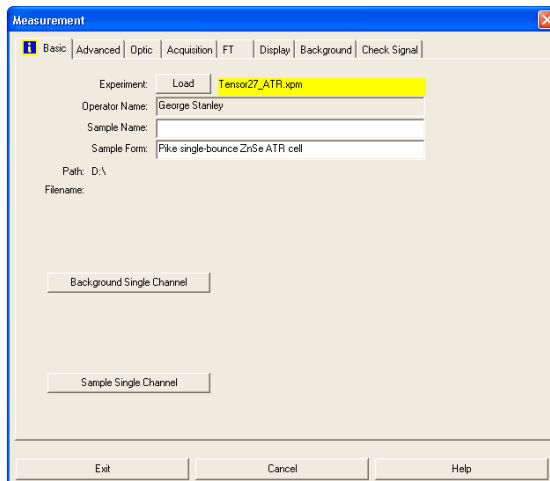 Measurement
Basic Advanced Optic Acquisition FT Display Background Check Signal
Experiment: Load Tensor27_ATR.xpm
Operator Name: George Stanley
Sample Name:
Sample Form: Pike single-bounce ZnSe ATR cell
Path: D:\
Filename:
Background Single Channel
Sample Single Channel
Exit Cancel Help